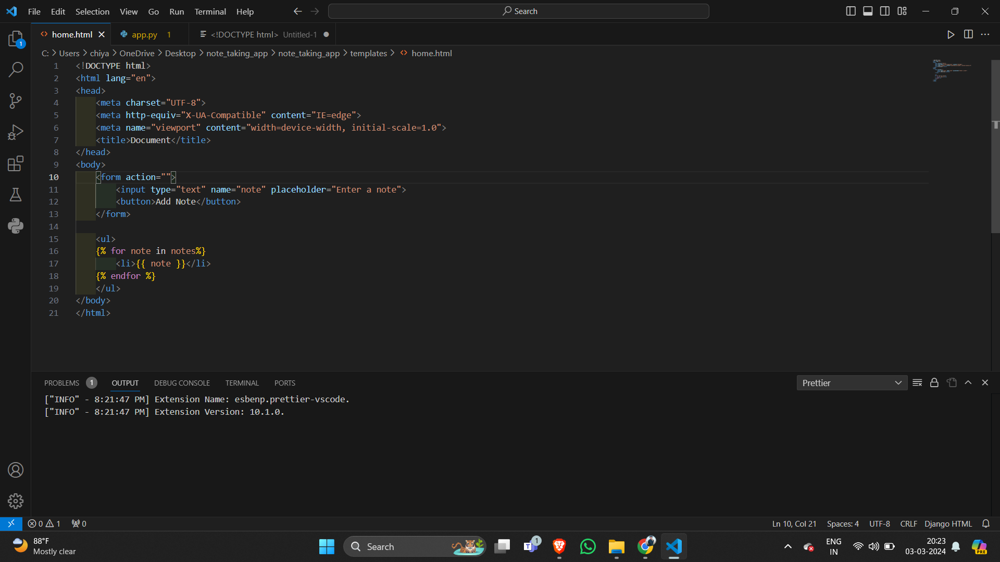 File Edit Selection View Go Run Terminal Help Search
home.html app.py 1 <!DOCTYPE html> Untitled-1
C: > Users > chiya > OneDrive > Desktop > note_taking_app > note_taking_app > templates > <> home.html
1 <!DOCTYPE html>
2 <html lang="en">
3 <head>
4 <meta charset="UTF-8">
5 <meta http-equiv="X-UA-Compatible" content="IE=edge">
6 <meta name="viewport" content="width=device-width, initial-scale=1.0">
7 <title>Document</title>
8 </head>
9 <body>
10 <form action="">
11 <input type="text" name="note" placeholder="Enter a note">
12 <button>Add Note</button>
13 </form>
14
15 <ul>
16 {% for note in notes%}
17 <li>{{ note }}</li>
18 {% endfor %}
19 </ul>
20 </body>
21 </html>
PROBLEMS 1 OUTPUT DEBUG CONSOLE TERMINAL PORTS Prettier
["INFO" - 8:21:47 PM] Extension Name: esbenp.prettier-vscode.
["INFO" - 8:21:47 PM] Extension Version: 10.1.0.
0 1 0 Ln 10, Col 21 Spaces: 4 UTF-8 CRLF Django HTML
88°F
Mostly clear
Search
1
ENG
IN
20:23
03-03-2024
PRE